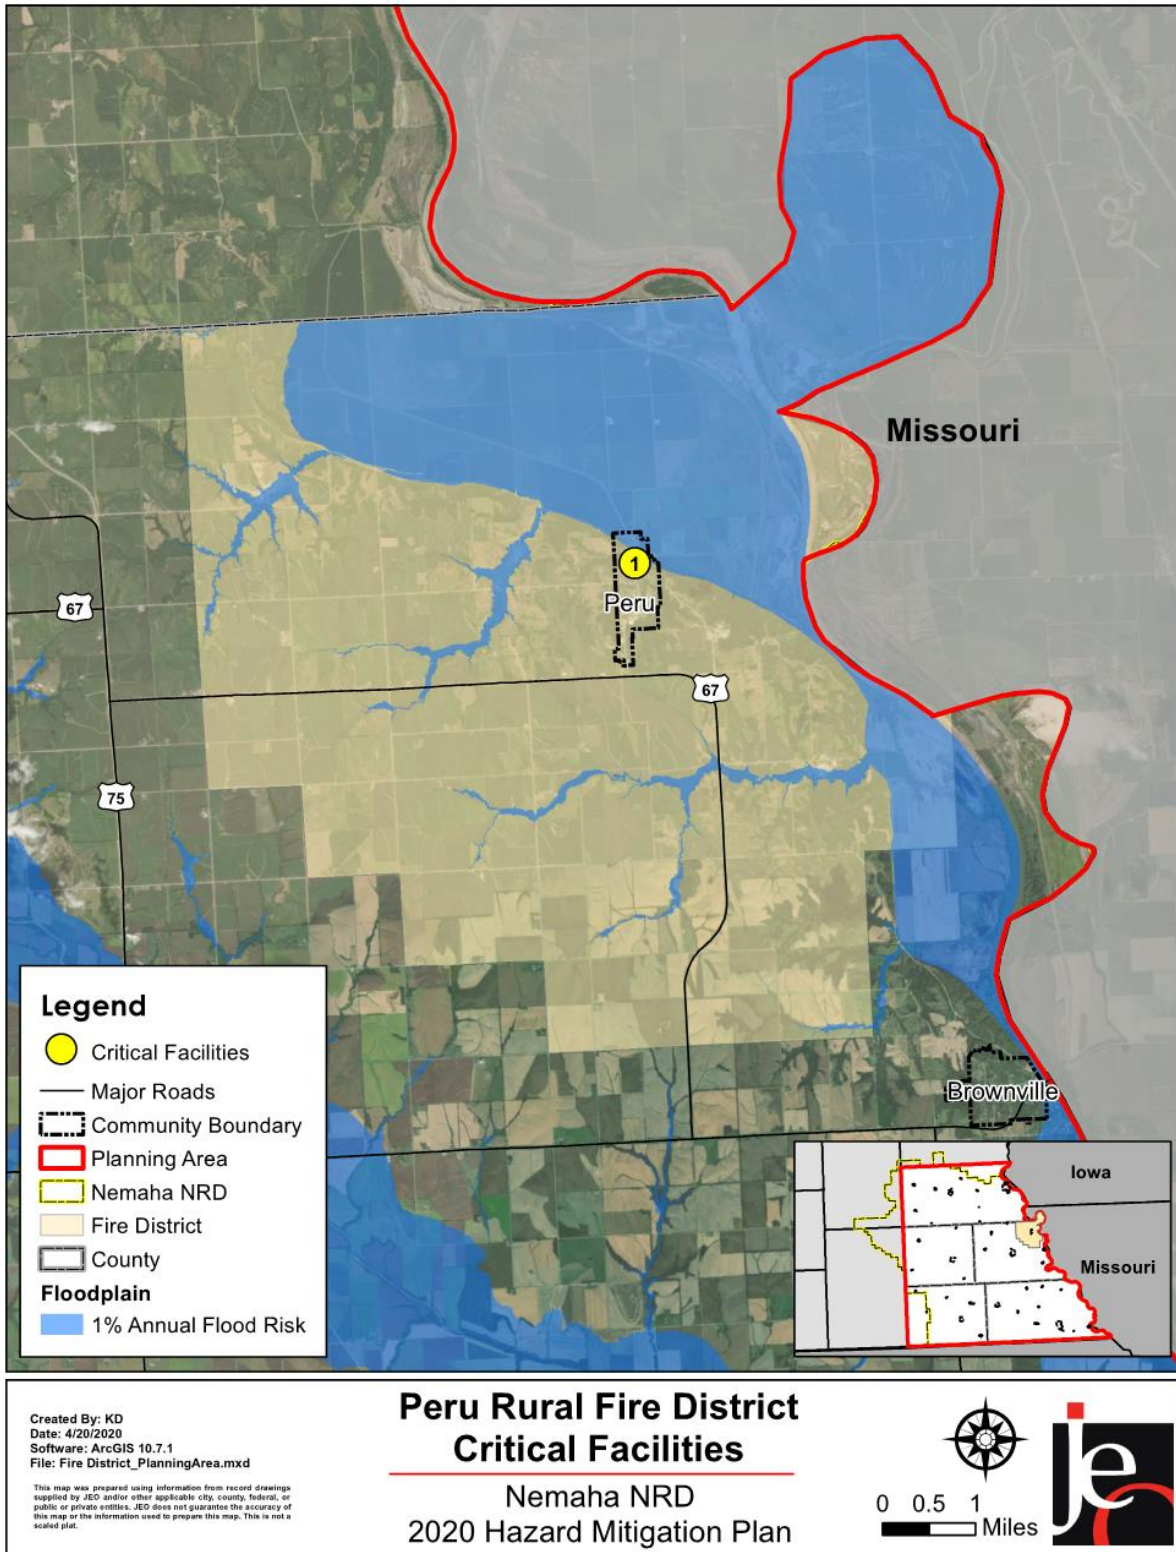 Missouri
1
Peru
67
67
75
Brownville
Legend
Critical Facilities
Major Roads
Community Boundary
Planning Area
Nemaha NRD
Fire District
County
Floodplain
1% Annual Flood Risk
Iowa
Missouri
Created By: KD
Date: 4/20/2020
Software: ArcGIS 10.7.1
File: Fire District_PlanningArea.mxd
This map was prepared using information from record drawings
supplied by JEO and/or other applicable city, county, federal, or
public or private entities. JEO does not guarantee the accuracy of
this map or the information used to prepare this map. This is not a
scaled plat.
Peru Rural Fire District
Critical Facilities
Nemaha NRD
2020 Hazard Mitigation Plan
0 0.5 1
Miles
jeo